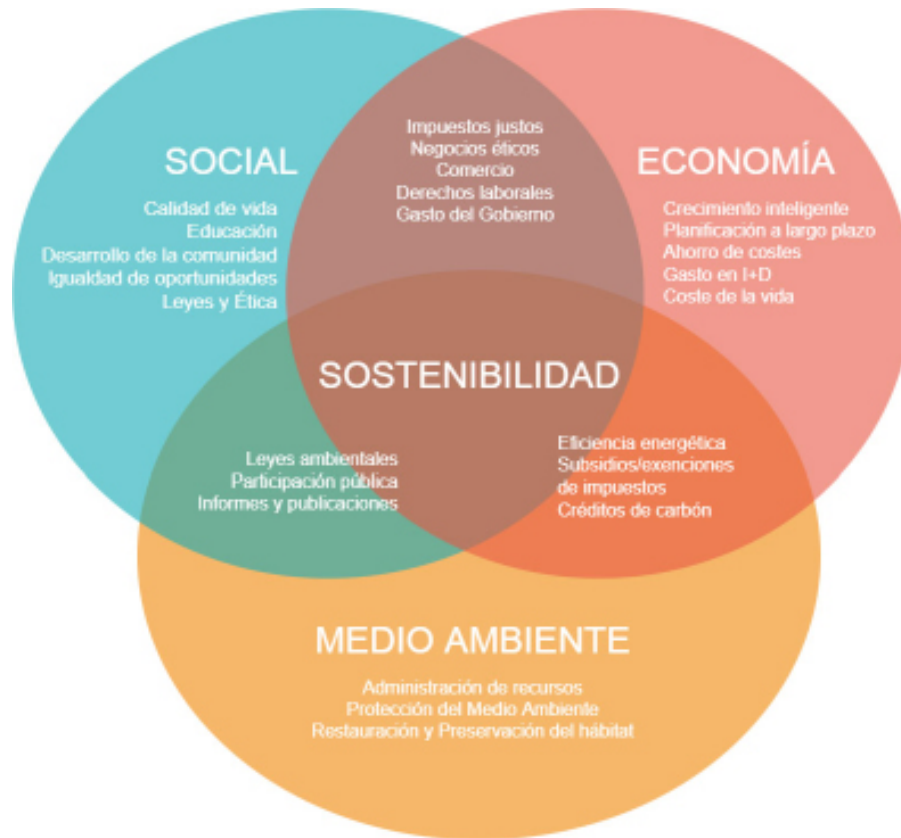 SOCIAL
Calidad de vida
Educación
Desarrollo de la comunidad
Igualdad de oportunidades
Leyes y Ética
Impuestos justos
Negocios éticos
Comercio
Derechos laborales
Gasto del Gobierno
ECONOMÍA
Crecimiento inteligente
Planificación a largo plazo
Ahorro de costes
Gasto en I+D
Coste de la vida
SOSTENIBILIDAD
Leyes ambientales
Participación pública
Informes y publicaciones
Eficiencia energética
Subsidios/exenciones
de impuestos
Créditos de carbón
MEDIO AMBIENTE
Administración de recursos
Protección del Medio Ambiente
Restauración y Preservación del hábitat